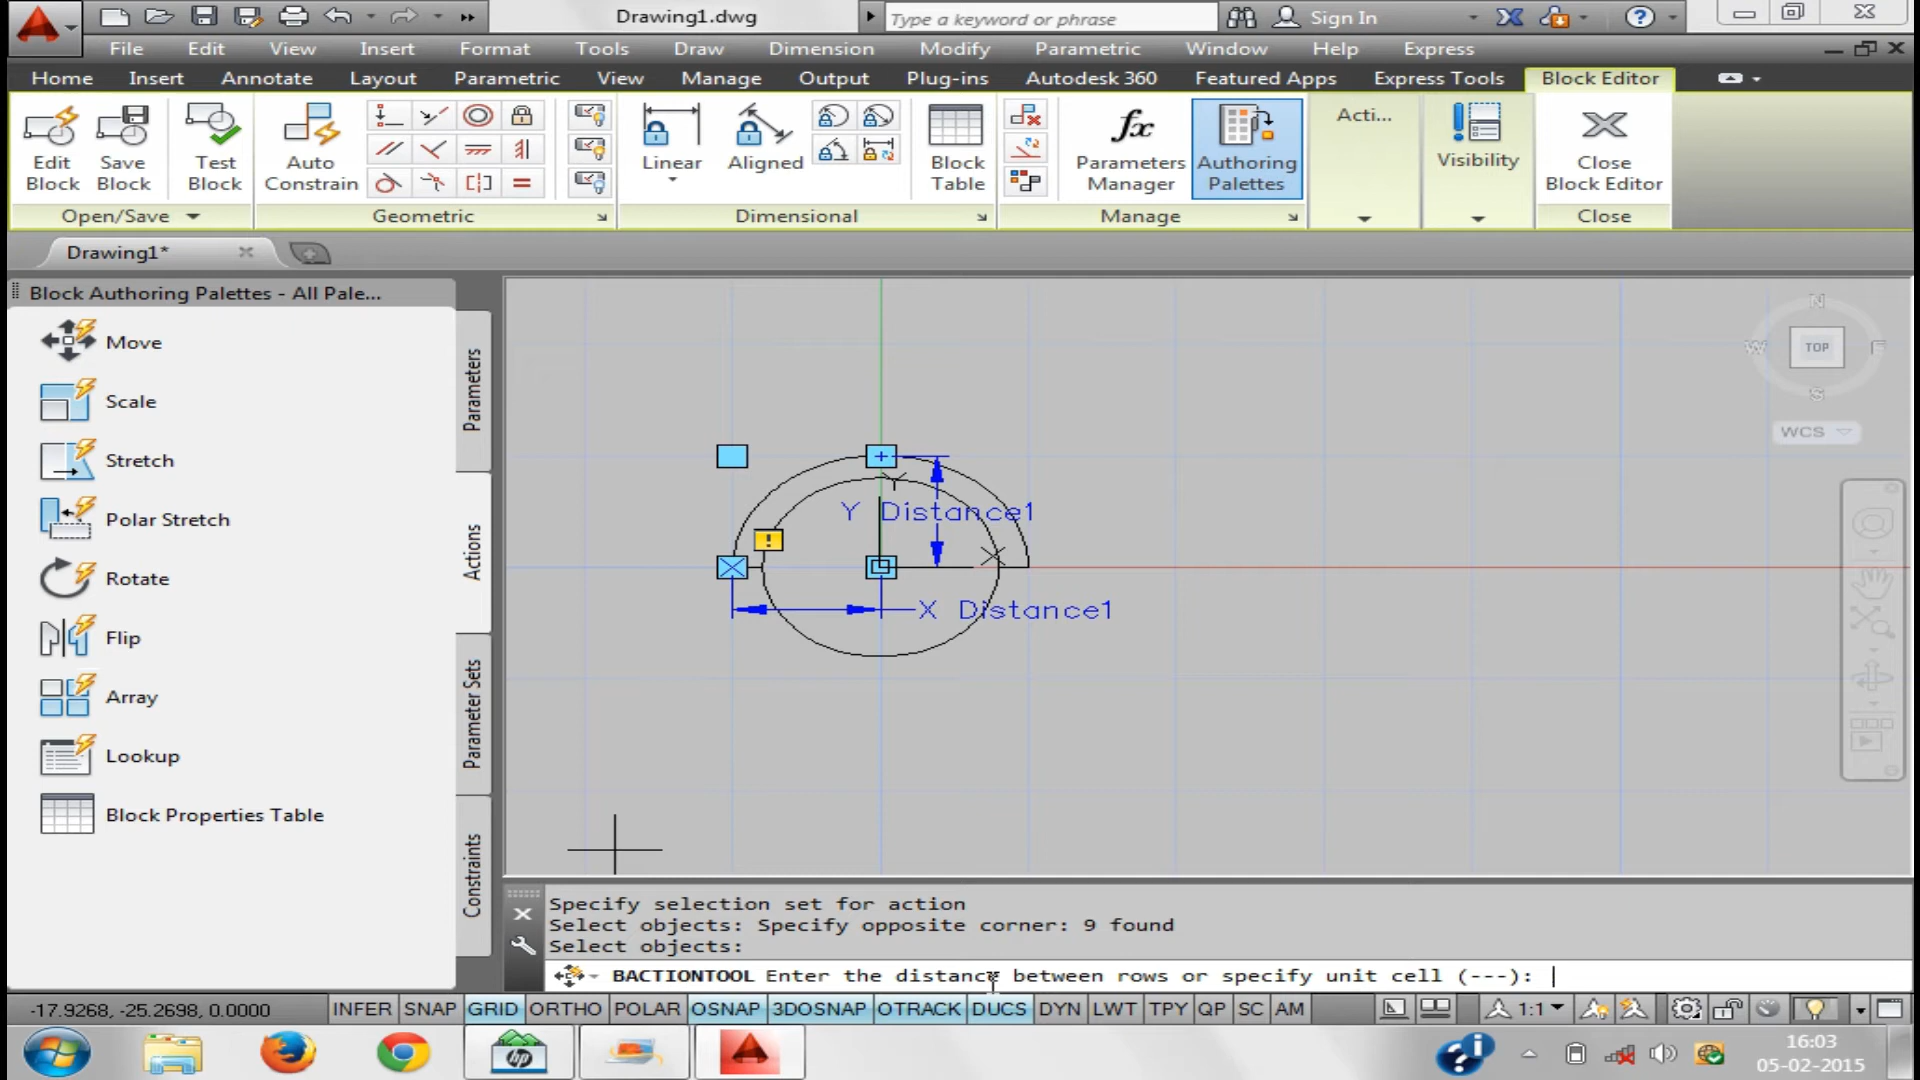 Drawing1.dwg
Type a keyword or phrase
Sign In
File Edit View Insert Format Tools Draw Dimension Modify Parametric Window Help Express
Home Insert Annotate Layout Parametric View Manage Output Plug-ins Autodesk 360 Featured Apps Express Tools Block Editor
Edit Block
Save Block
Test Block
Auto Constrain
Linear
Aligned
Block Table
fx
Parameters Manager
Authoring Palettes
Acti...
Visibility
Close Block Editor
Open/Save Geometric Dimensional Manage Close
Drawing1*
Block Authoring Palettes - All Pale...
Move
Scale
Stretch
Polar Stretch
Rotate
Flip
Array
Lookup
Block Properties Table
Parameters
Actions
Parameter Sets
Constraints
N
W TOP E
S
WCS
Y
Y Distance1
X
X Distance1
Specify selection set for action
Select objects: Specify opposite corner: 9 found
Select objects:
BACTIONTOOL Enter the distance between rows or specify unit cell (---):
-17.9268, -25.2698, 0.0000 INFER SNAP GRID ORTHO POLAR OSNAP 3DOSNAP OTRACK DUCS DYN LWT TPY QP SC AM 1:1
hp
16:03
05-02-2015